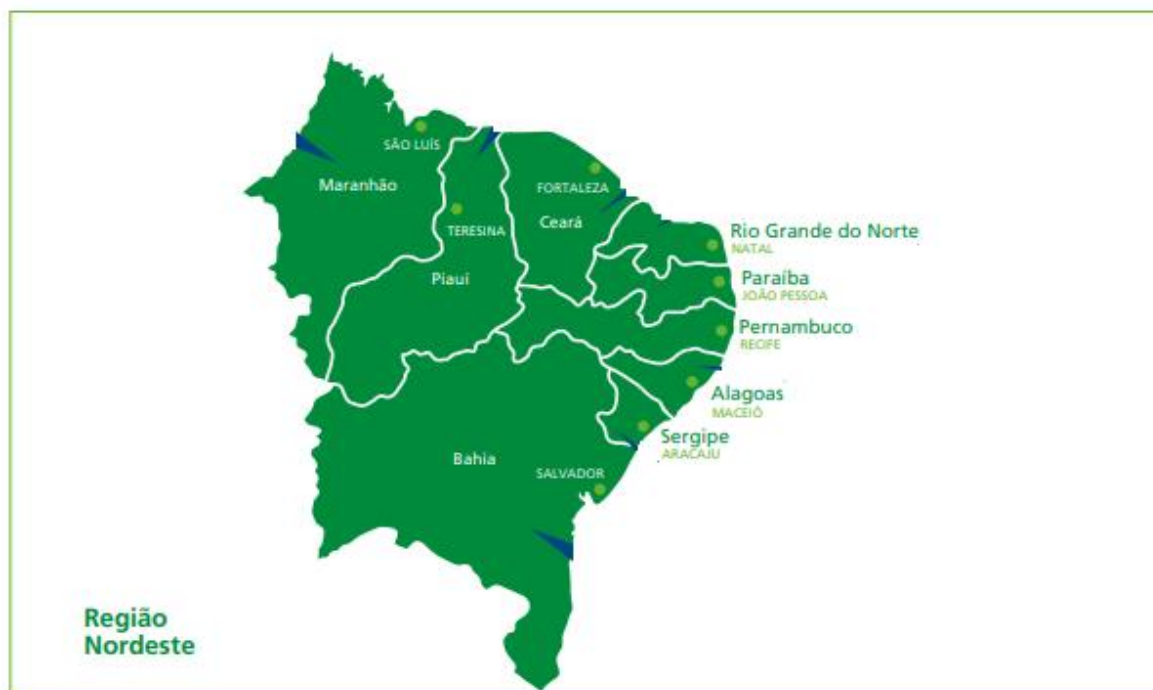 SÃO LUÍS
Maranhão
TERESINA
Piauí
FORTALEZA
Ceará
Rio Grande do Norte
NATAL
Paraíba
JOÃO PESSOA
Pernambuco
RECIFE
Alagoas
MACEIÓ
Sergipe
ARACAJU
Bahia
SALVADOR
Região
Nordeste